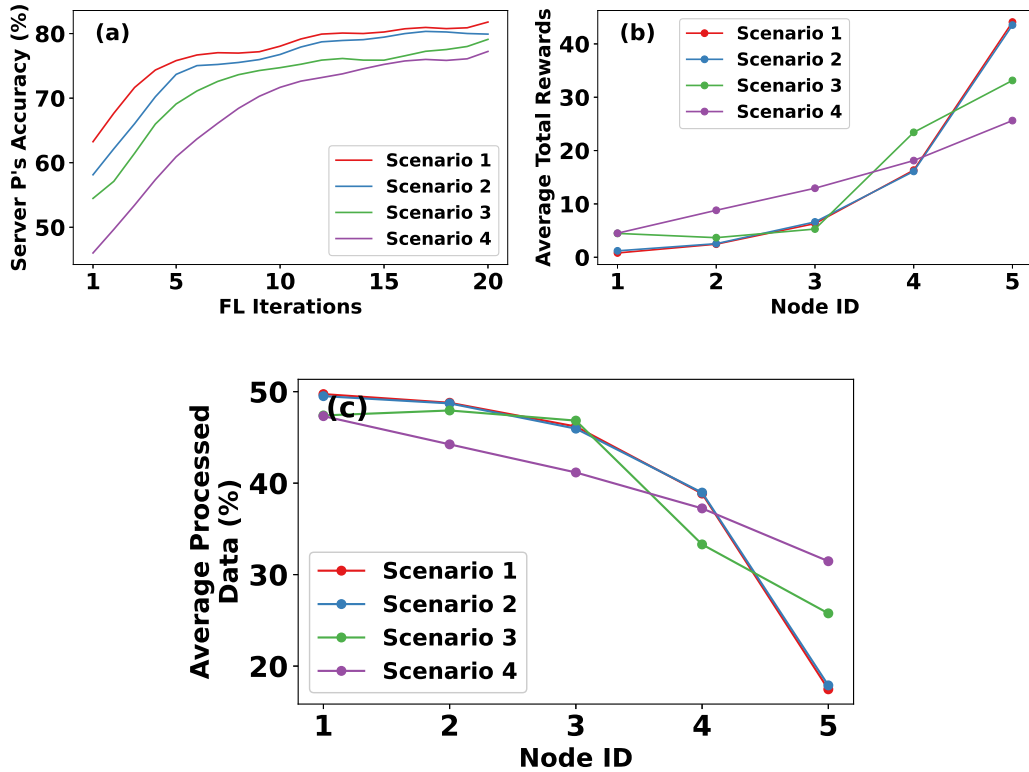 (a)
Server P's Accuracy (%)
80
70
60
50
1
5
10
15
20
FL Iterations
Scenario 1
Scenario 2
Scenario 3
Scenario 4
(b)
Average Total Rewards
40
30
20
10
0
1
2
3
4
5
Node ID
Scenario 1
Scenario 2
Scenario 3
Scenario 4
(c)
Average Processed
Data (%)
50
40
30
20
1
2
3
4
5
Node ID
Scenario 1
Scenario 2
Scenario 3
Scenario 4